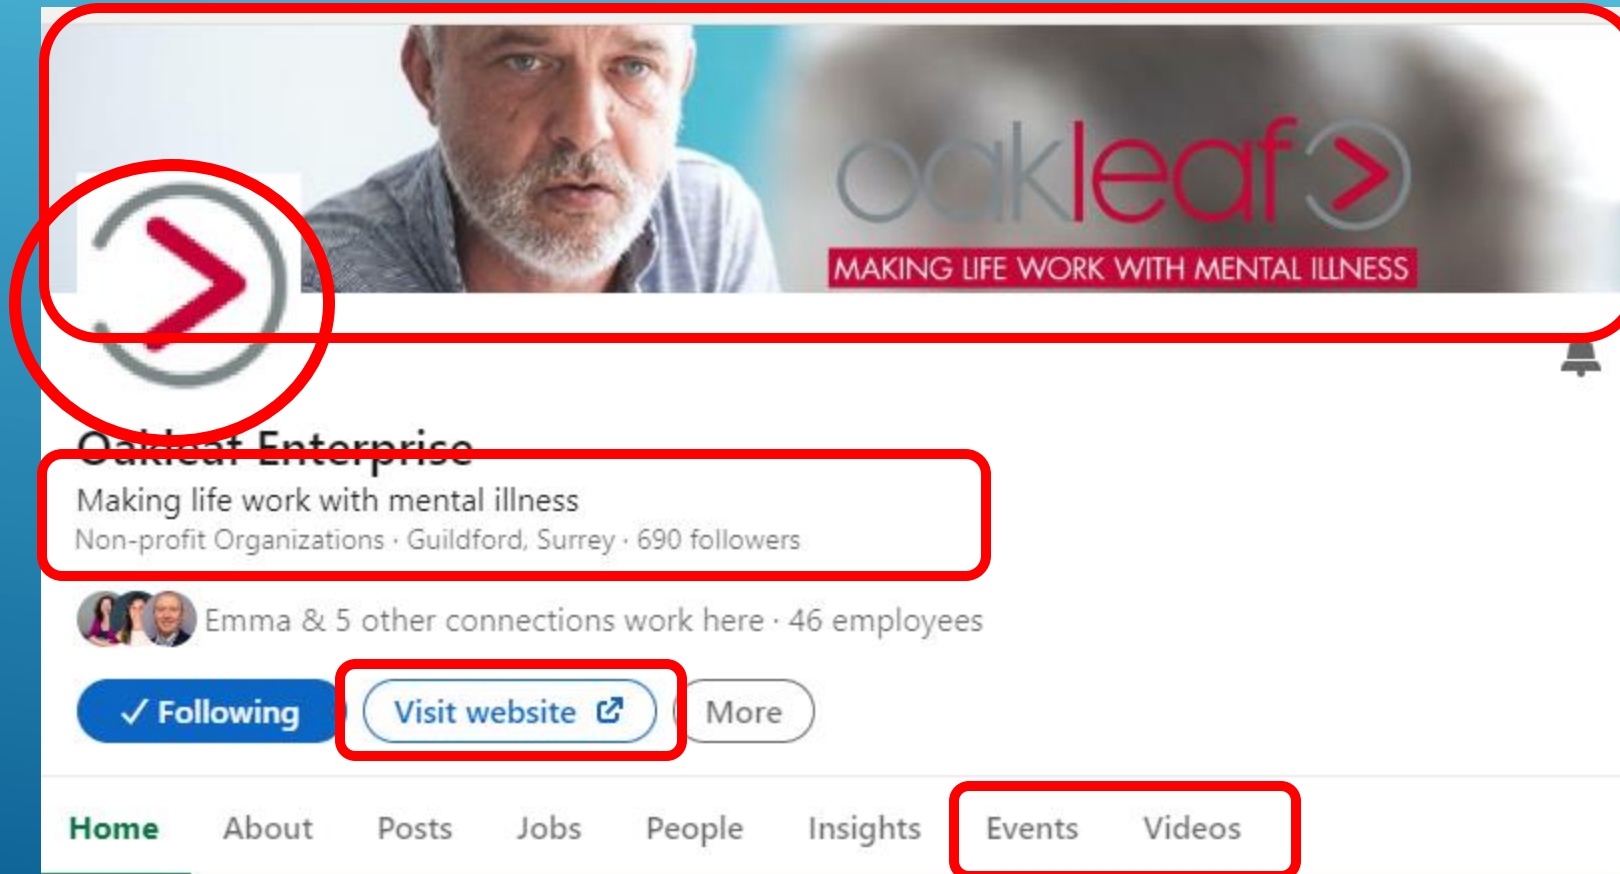 oakleaf
MAKING LIFE WORK WITH MENTAL ILLNESS
Oakleaf Enterprise
Making life work with mental illness
Non-profit Organizations · Guildford, Surrey · 690 followers
Emma & 5 other connections work here · 46 employees
✓ Following Visit website More
Home About Posts Jobs People Insights Events Videos